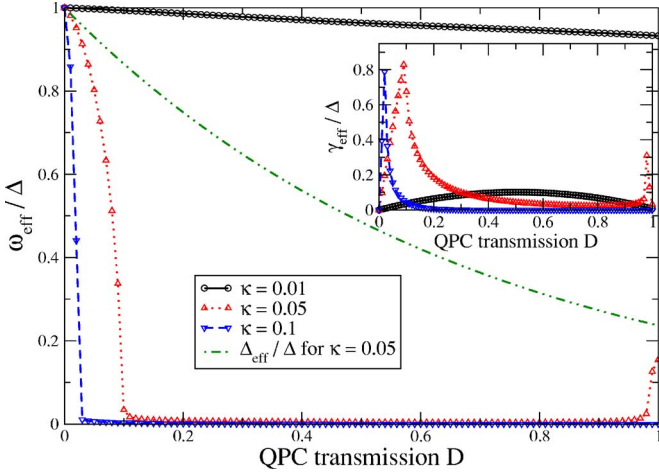 1
0.8
0.6
0.4
0.2
0
ω_eff / Δ
0 0.2 0.4 0.6 0.8 1
QPC transmission D
κ = 0.01
κ = 0.05
κ = 0.1
Δ_eff / Δ for κ = 0.05
1
0.8
0.6
0.4
0.2
0
γ_eff / Δ
0 0.2 0.4 0.6 0.8 1
QPC transmission D